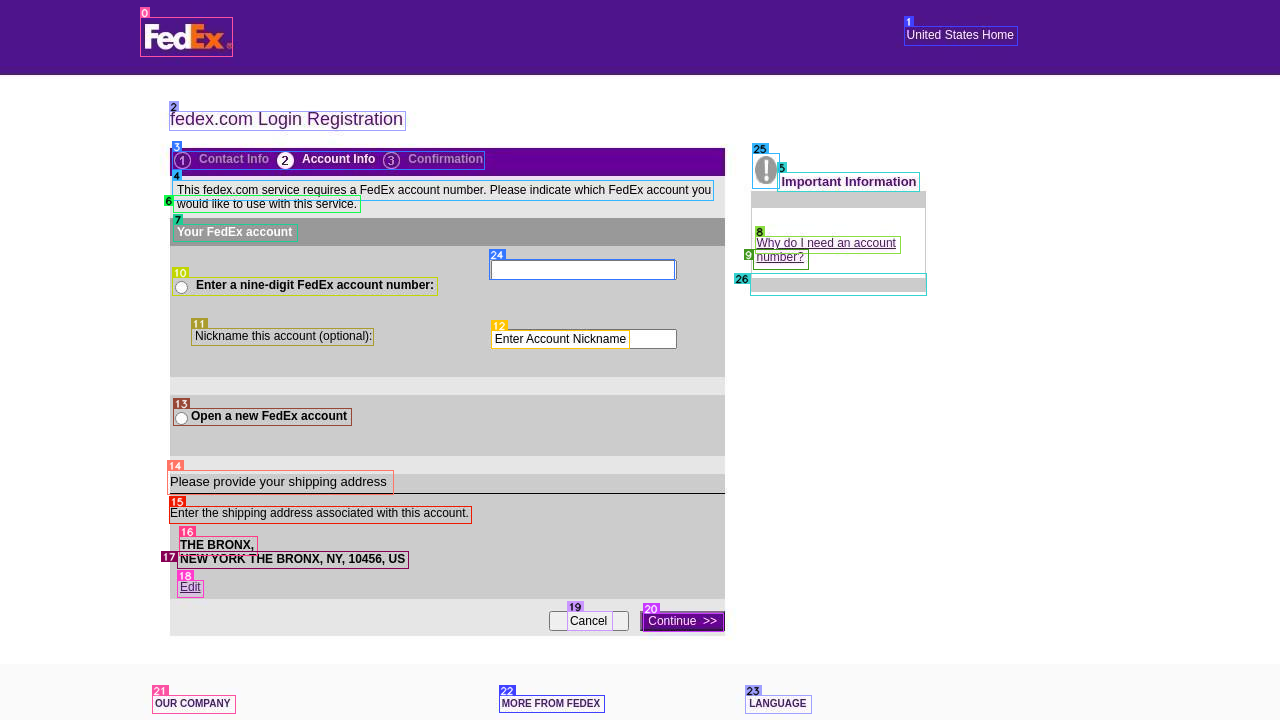 0
FedEx®
1
United States Home
2
fedex.com Login Registration
3
1 Contact Info 2 Account Info 3 Confirmation
4
This fedex.com service requires a FedEx account number. Please indicate which FedEx account you
6
would like to use with this service.
7
Your FedEx account
24
10
Enter a nine-digit FedEx account number:
11
Nickname this account (optional):
12
Enter Account Nickname
13
Open a new FedEx account
14
Please provide your shipping address
15
Enter the shipping address associated with this account.
16
THE BRONX,
17
NEW YORK THE BRONX, NY, 10456, US
18
Edit
19
Cancel
20
Continue >>
25
!
5
Important Information
8
Why do I need an account
9
number?
26
21
OUR COMPANY
22
MORE FROM FEDEX
23
LANGUAGE